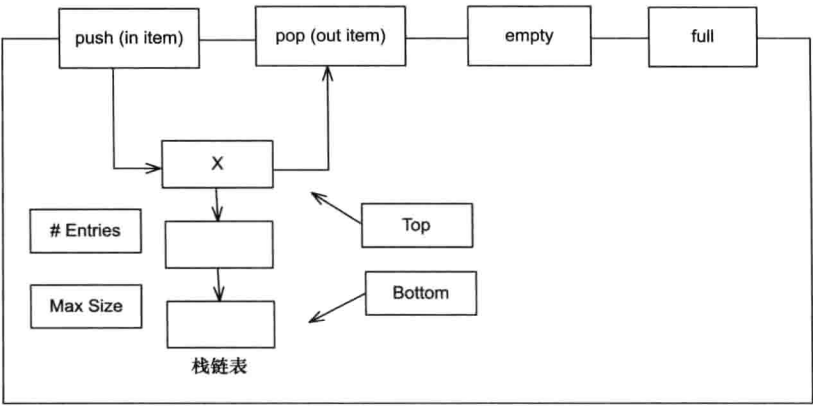 push (in item)
pop (out item)
empty
full
X
# Entries
Top
Max Size
Bottom
栈链表